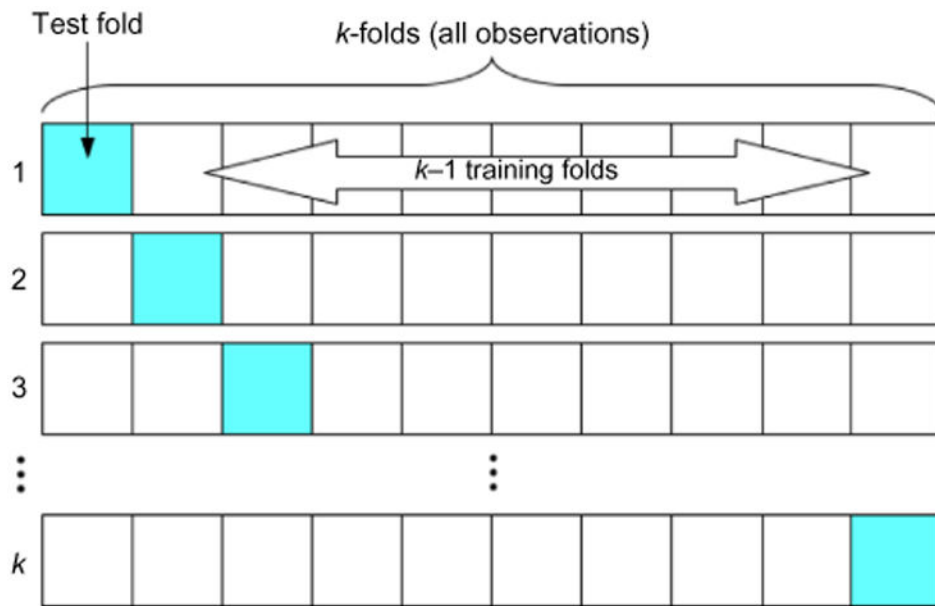 Test fold
k-folds (all observations)
1
k–1 training folds
2
3
⋮ ⋮
k